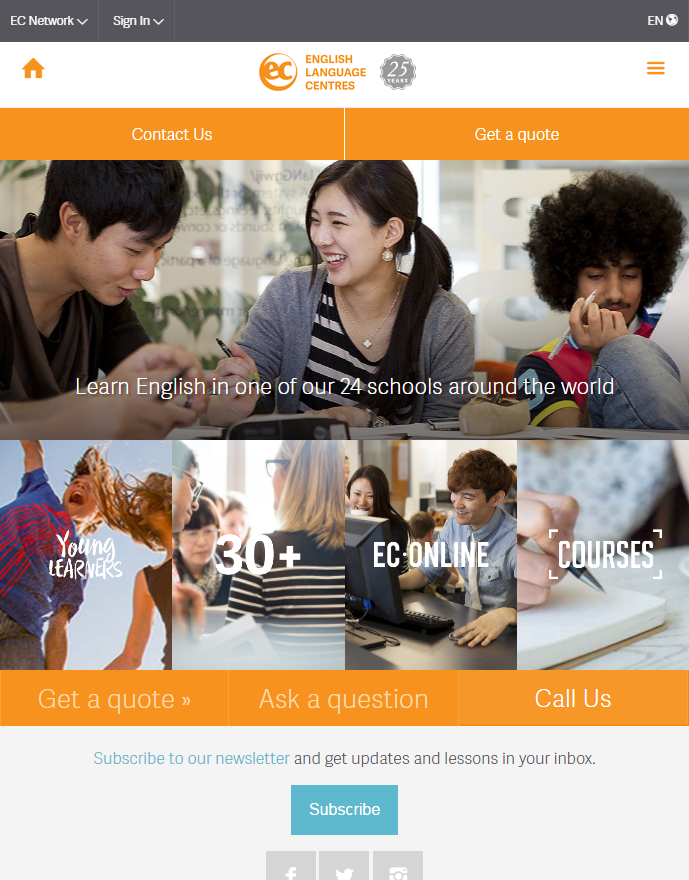 EC Network
Sign In
EN
ec
ENGLISH
LANGUAGE
CENTRES
25
YEARS
Contact Us
Get a quote
Learn English in one of our 24 schools around the world
Young
LEARNERS
30+
EC·ONLINE
COURSES
Get a quote »
Ask a question
Call Us
Subscribe to our newsletter and get updates and lessons in your inbox.
Subscribe